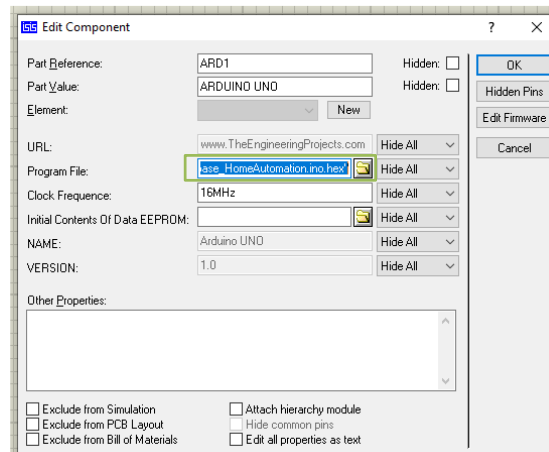 ISIS Edit Component ? X
Part Reference: ARD1 Hidden: OK
Part Value: ARDUINO UNO Hidden: Hidden Pins
Element: New Edit Firmware
URL: www.TheEngineeringProjects.com Hide All Cancel
Program File: ase_HomeAutomation.ino.hex" Hide All
Clock Frequence: 16MHz Hide All
Initial Contents Of Data EEPROM: Hide All
NAME: Arduino UNO Hide All
VERSION: 1.0 Hide All
Other Properties:
Exclude from Simulation Attach hierarchy module
Exclude from PCB Layout Hide common pins
Exclude from Bill of Materials Edit all properties as text